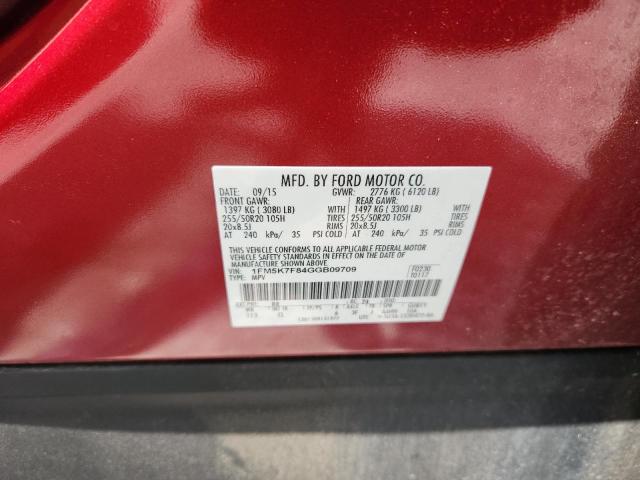 MFD. BY FORD MOTOR CO.
DATE: 09/15 GVWR: 2776 KG ( 6120 LB)
FRONT GAWR: REAR GAWR:
1397 KG ( 3080 LB) WITH 1497 KG ( 3300 LB) WITH
255/50R20 105H TIRES 255/50R20 105H TIRES
20x8.5J RIMS 20x8.5J RIMS
AT 240 kPa/ 35 PSI COLD AT 240 kPa/ 35 PSI COLD
THIS VEHICLE CONFORMS TO ALL APPLICABLE FEDERAL MOTOR
VEHICLE SAFETY STANDARDS IN EFFECT ON THE DATE OF
MANUFACTURE SHOWN ABOVE.
VIN: 1FM5K7F84GGB09709 F0230
TYPE: MPV T0117